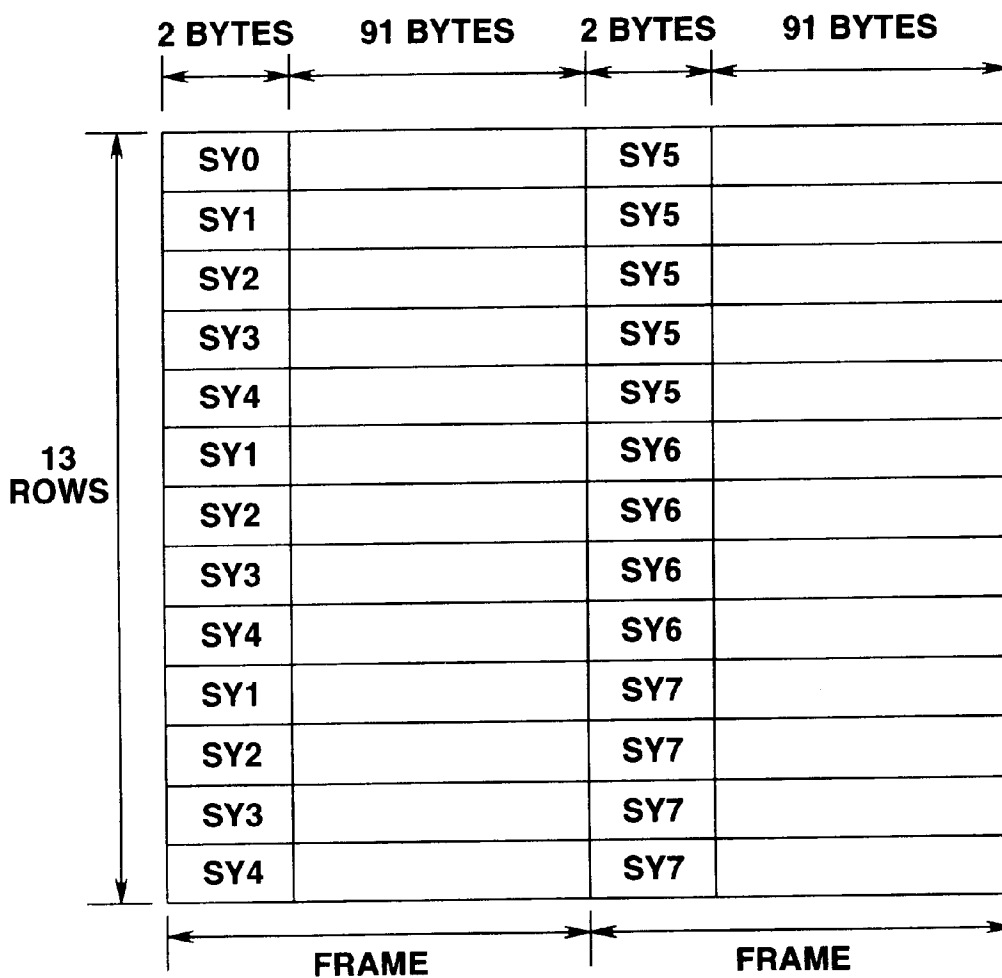 2 BYTES 91 BYTES 2 BYTES 91 BYTES
SY0 SY5
SY1 SY5
SY2 SY5
SY3 SY5
SY4 SY5
13
ROWS
SY1 SY6
SY2 SY6
SY3 SY6
SY4 SY6
SY1 SY7
SY2 SY7
SY3 SY7
SY4 SY7
FRAME FRAME